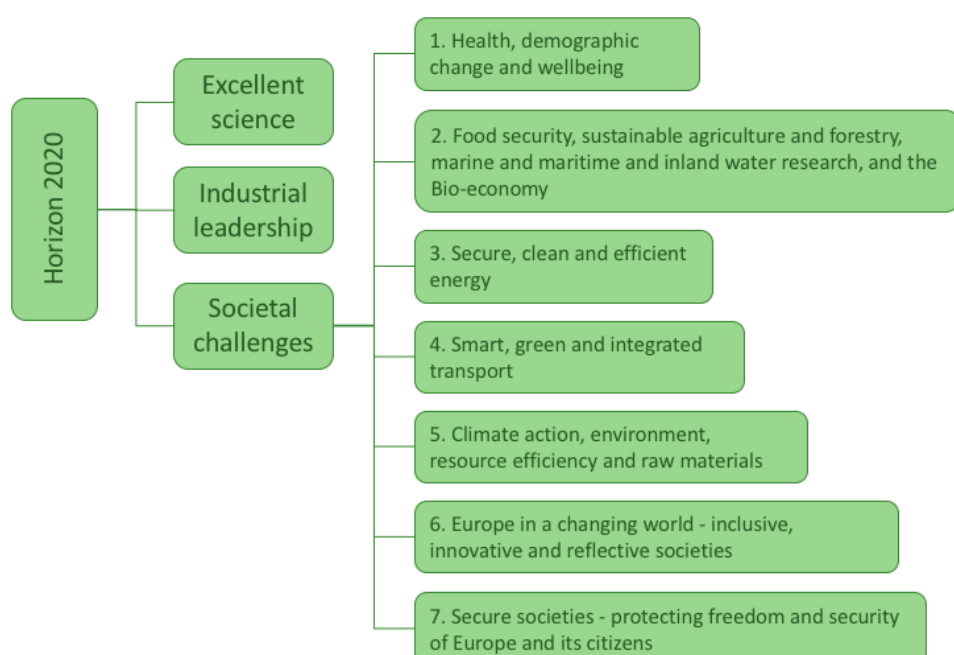 Horizon 2020
Excellent
science
Industrial
leadership
Societal
challenges
1. Health, demographic
change and wellbeing
2. Food security, sustainable agriculture and forestry,
marine and maritime and inland water research, and the
Bio-economy
3. Secure, clean and efficient
energy
4. Smart, green and integrated
transport
5. Climate action, environment,
resource efficiency and raw materials
6. Europe in a changing world - inclusive,
innovative and reflective societies
7. Secure societies - protecting freedom and security
of Europe and its citizens